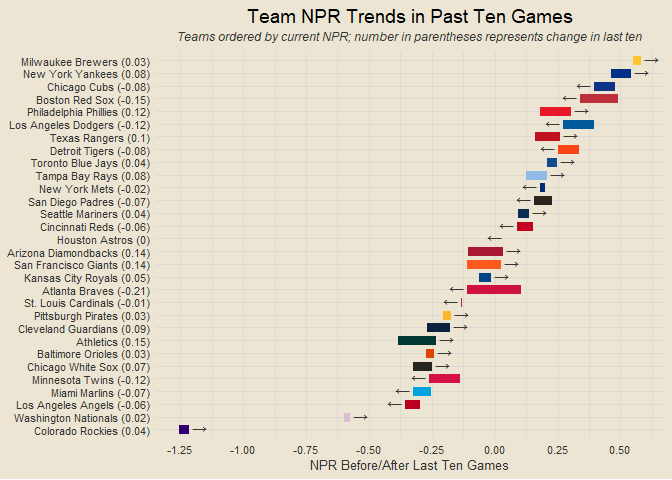 Team NPR Trends in Past Ten Games
Teams ordered by current NPR; number in parentheses represents change in last ten
Milwaukee Brewers (0.03)
New York Yankees (0.08)
Chicago Cubs (-0.08)
Boston Red Sox (-0.15)
Philadelphia Phillies (0.12)
Los Angeles Dodgers (-0.12)
Texas Rangers (0.1)
Detroit Tigers (-0.08)
Toronto Blue Jays (0.04)
Tampa Bay Rays (0.08)
New York Mets (-0.02)
San Diego Padres (-0.07)
Seattle Mariners (0.04)
Cincinnati Reds (-0.06)
Houston Astros (0)
Arizona Diamondbacks (0.14)
San Francisco Giants (0.14)
Kansas City Royals (0.05)
Atlanta Braves (-0.21)
St. Louis Cardinals (-0.01)
Pittsburgh Pirates (0.03)
Cleveland Guardians (0.09)
Athletics (0.15)
Baltimore Orioles (0.03)
Chicago White Sox (0.07)
Minnesota Twins (-0.12)
Miami Marlins (-0.07)
Los Angeles Angels (-0.06)
Washington Nationals (0.02)
Colorado Rockies (0.04)
-1.25 -1.00 -0.75 -0.50 -0.25 0.00 0.25 0.50
NPR Before/After Last Ten Games